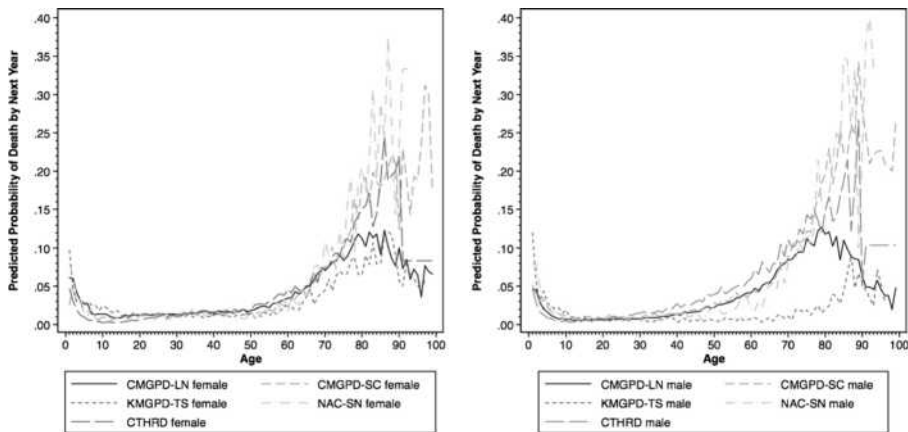 Predicted Probability of Death by Next Year
.40
.35
.30
.25
.20
.15
.10
.05
.00
0 10 20 30 40 50 60 70 80 90 100
Age
CMGPD-LN female CMGPD-SC female
KMGPD-TS female NAC-SN female
CTHRD female
Predicted Probability of Death by Next Year
.40
.35
.30
.25
.20
.15
.10
.05
.00
0 10 20 30 40 50 60 70 80 90 100
Age
CMGPD-LN male CMGPD-SC male
KMGPD-TS male NAC-SN male
CTHRD male